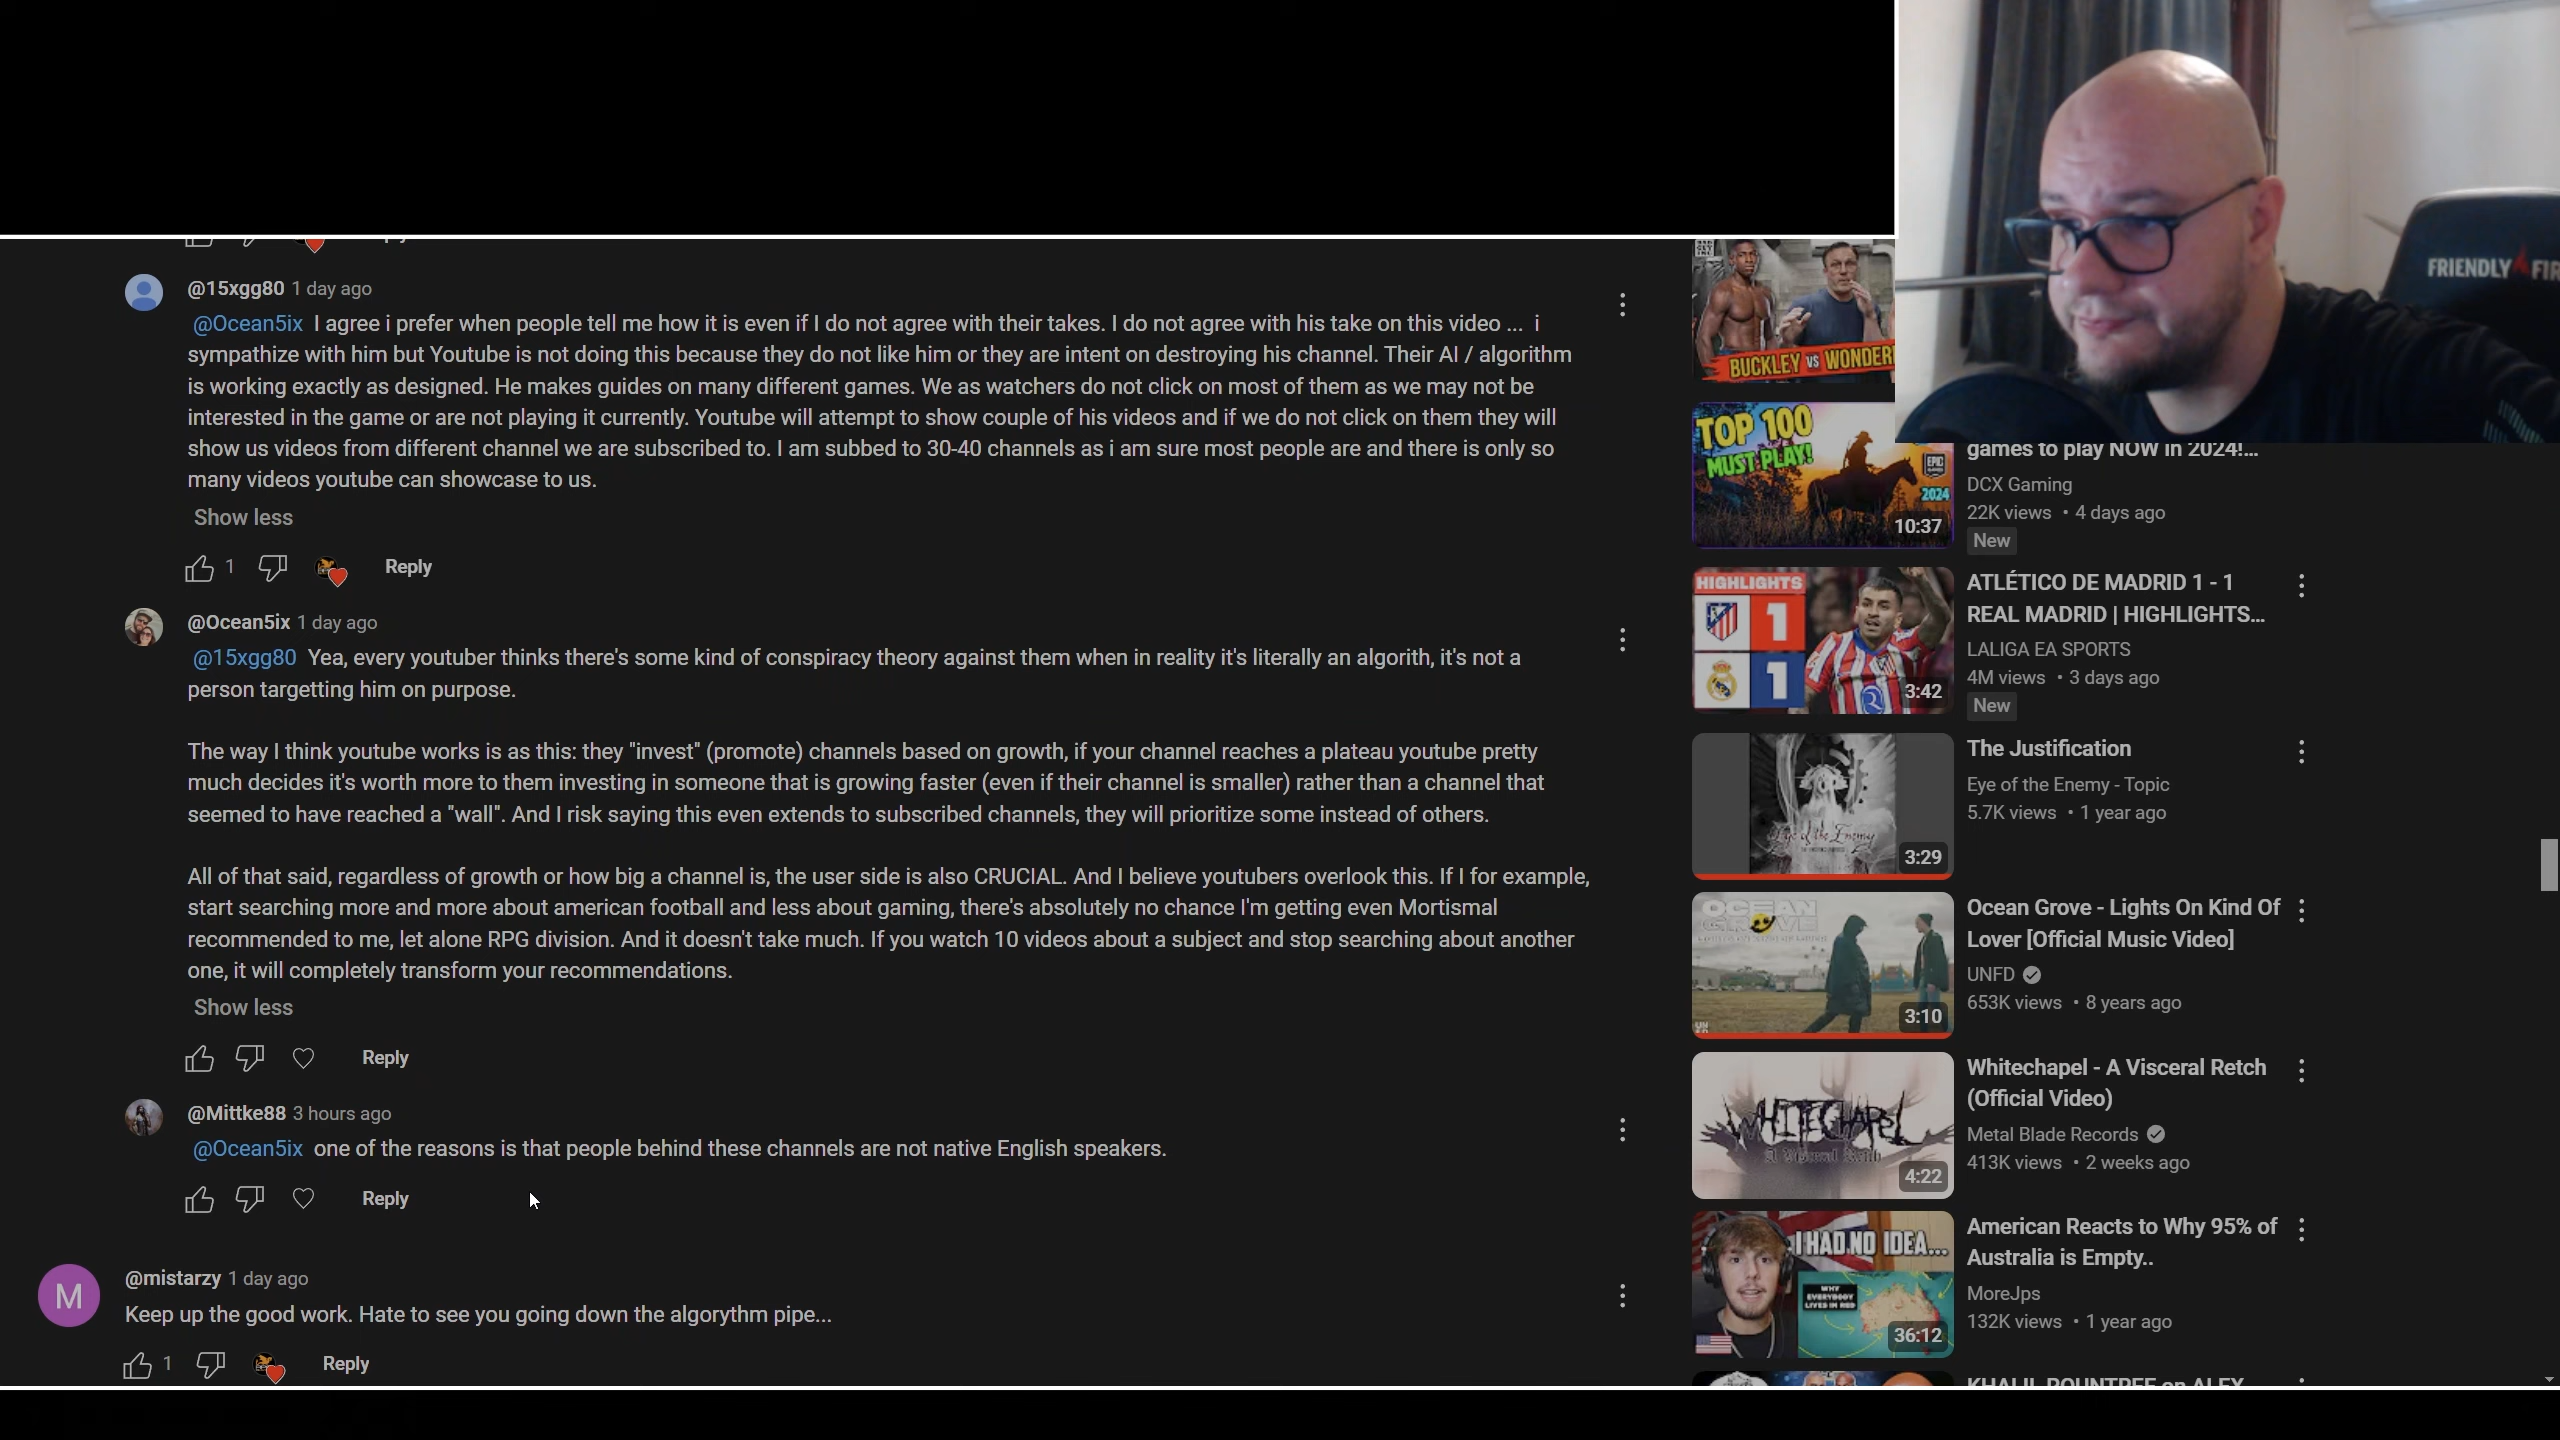 @15xgg80 1 day ago
@Ocean5ix I agree i prefer when people tell me how it is even if I do not agree with their takes. I do not agree with his take on this video ... i
sympathize with him but Youtube is not doing this because they do not like him or they are intent on destroying his channel. Their AI / algorithm
is working exactly as designed. He makes guides on many different games. We as watchers do not click on most of them as we may not be
interested in the game or are not playing it currently. Youtube will attempt to show couple of his videos and if we do not click on them they will
show us videos from different channel we are subscribed to. I am subbed to 30-40 channels as i am sure most people are and there is only so
many videos youtube can showcase to us.
Show less
1 Reply
@Ocean5ix 1 day ago
@15xgg80 Yea, every youtuber thinks there's some kind of conspiracy theory against them when in reality it's literally an algorith, it's not a
person targetting him on purpose.
The way I think youtube works is as this: they "invest" (promote) channels based on growth, if your channel reaches a plateau youtube pretty
much decides it's worth more to them investing in someone that is growing faster (even if their channel is smaller) rather than a channel that
seemed to have reached a "wall". And I risk saying this even extends to subscribed channels, they will prioritize some instead of others.
All of that said, regardless of growth or how big a channel is, the user side is also CRUCIAL. And I believe youtubers overlook this. If I for example,
start searching more and more about american football and less about gaming, there's absolutely no chance I'm getting even Mortismal
recommended to me, let alone RPG division. And it doesn't take much. If you watch 10 videos about a subject and stop searching about another
one, it will completely transform your recommendations.
Show less
Reply
@Mittke88 3 hours ago
@Ocean5ix one of the reasons is that people behind these channels are not native English speakers.
Reply
M
@mistarzy 1 day ago
Keep up the good work. Hate to see you going down the algorythm pipe...
1 Reply
FRIENDLY FIR
BUCKLEY VS WONDER
TOP 100
MUST PLAY!
EPIC
2024
10:37
games to play NOW in 2024!...
DCX Gaming
22K views • 4 days ago
New
HIGHLIGHTS
1
1
3:42
ATLÉTICO DE MADRID 1 - 1
REAL MADRID | HIGHLIGHTS...
LALIGA EA SPORTS
4M views • 3 days ago
New
Eye of the Enemy
3:29
The Justification
Eye of the Enemy - Topic
5.7K views • 1 year ago
OCEAN
GROVE
3:10
Ocean Grove - Lights On Kind Of
Lover [Official Music Video]
UNFD
653K views • 8 years ago
WHITECHAPEL
A Visceral Retch
4:22
Whitechapel - A Visceral Retch
(Official Video)
Metal Blade Records
413K views • 2 weeks ago
I HAD NO IDEA...
WHY
EVERYBODY
LIVES IN RED
36:12
American Reacts to Why 95% of
Australia is Empty..
MoreJps
132K views • 1 year ago
KHALIL ROUNTREE on ALEX